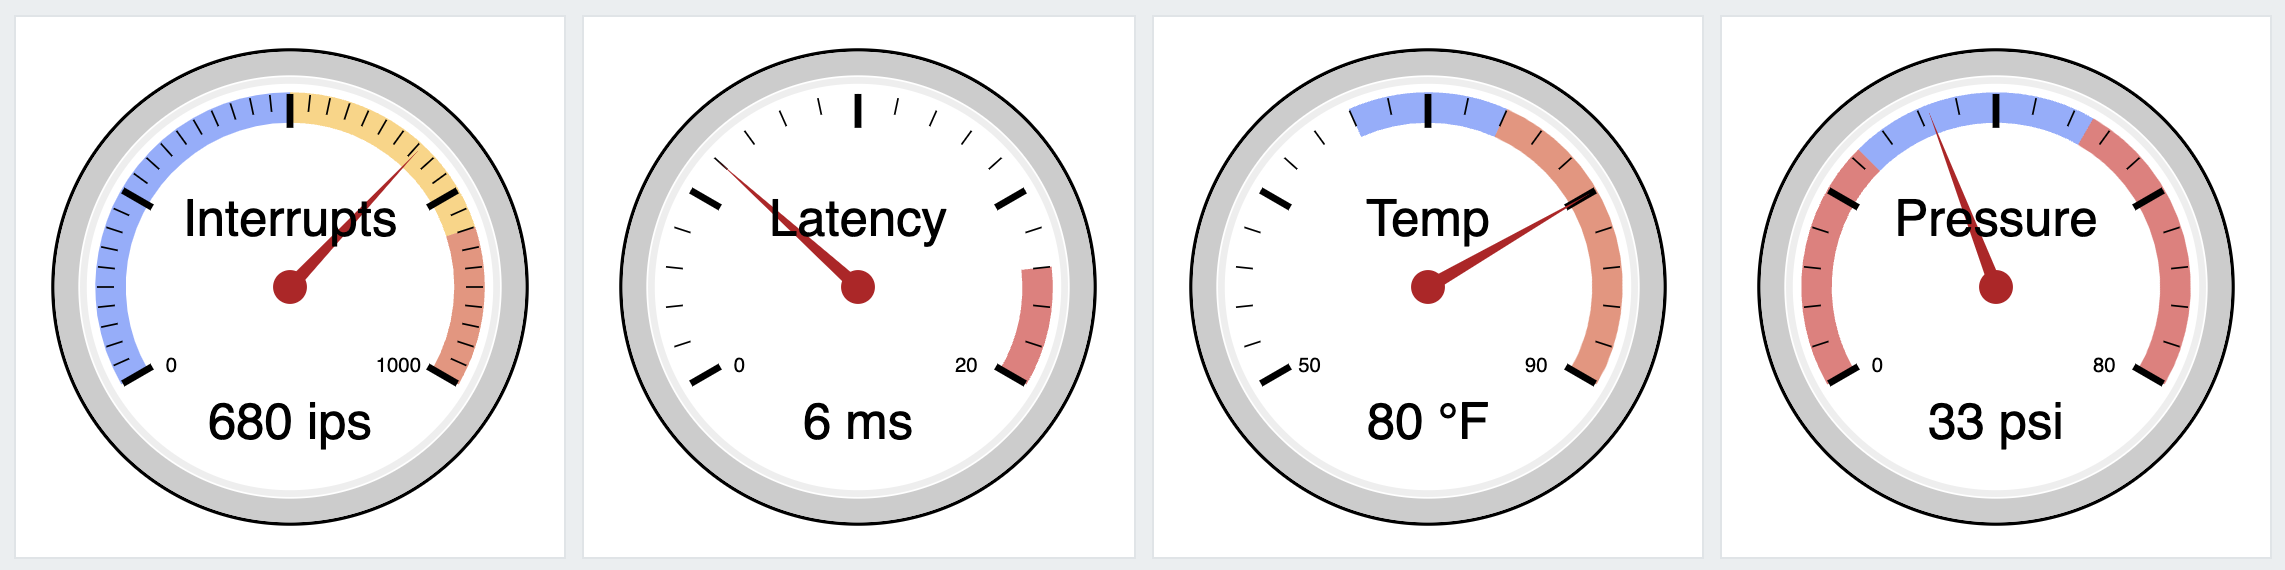 Interrupts
0 1000
680 ips
Latency
0 20
6 ms
Temp
50 90
80 °F
Pressure
0 80
33 psi